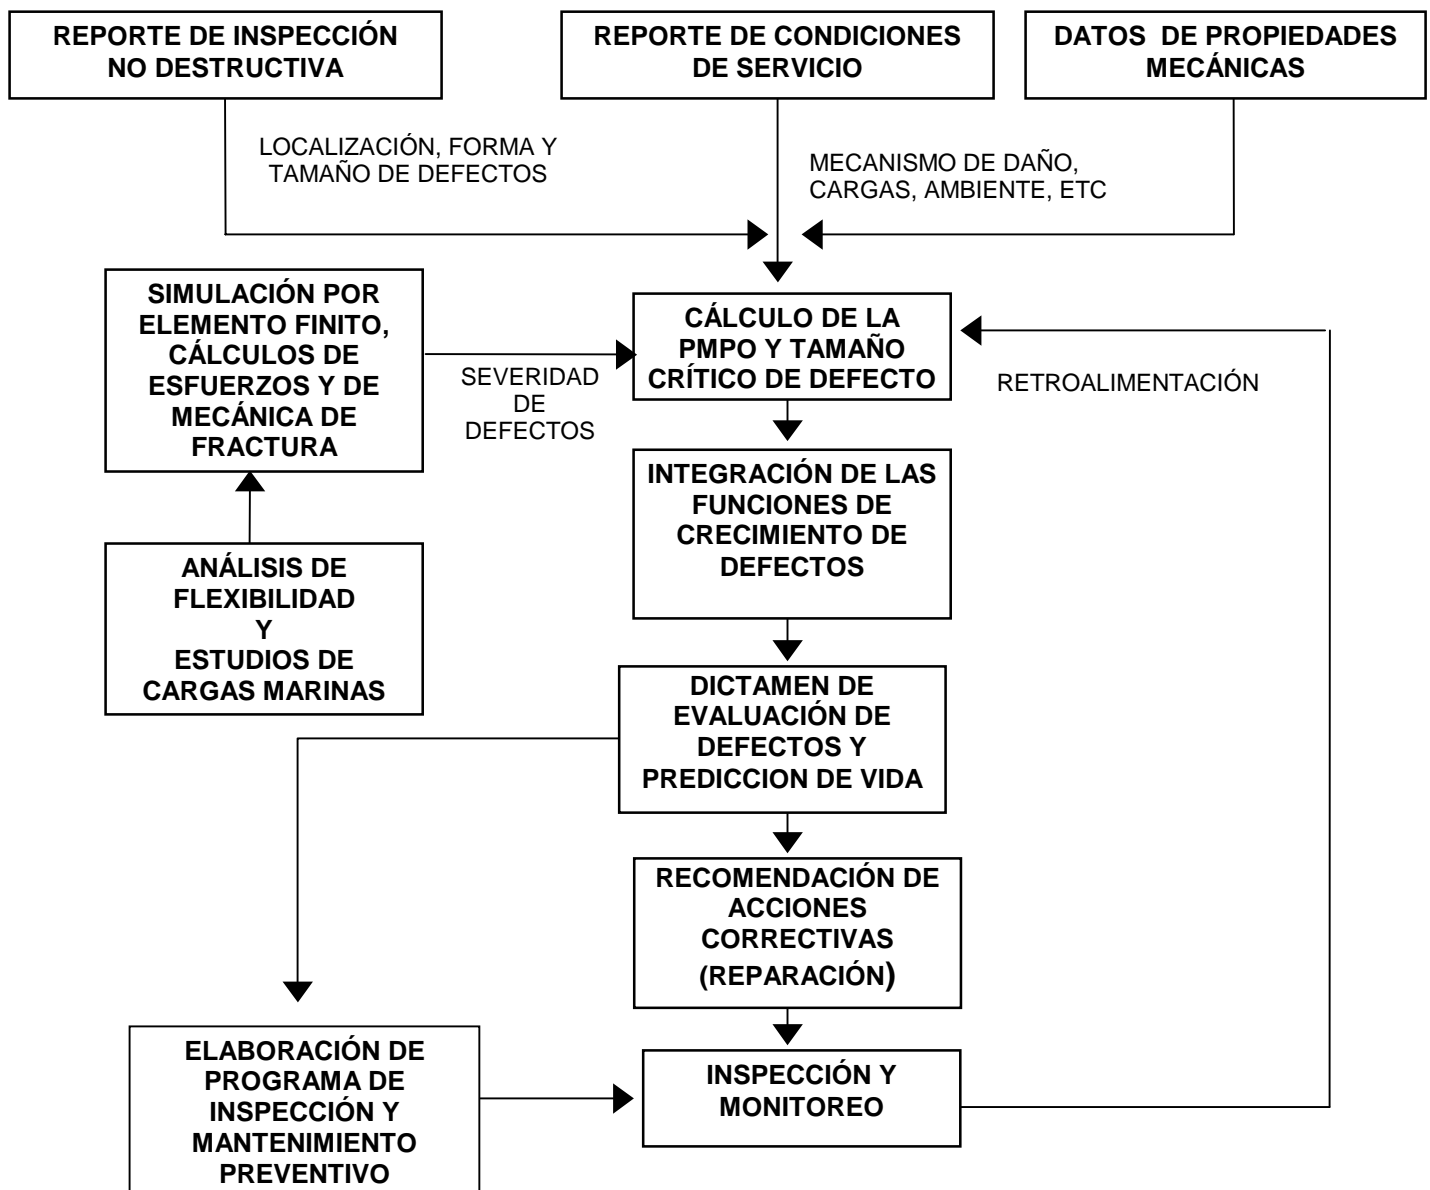 REPORTE DE INSPECCIÓN
NO DESTRUCTIVA
REPORTE DE CONDICIONES
DE SERVICIO
DATOS DE PROPIEDADES
MECÁNICAS
LOCALIZACIÓN, FORMA Y
TAMAÑO DE DEFECTOS
MECANISMO DE DAÑO,
CARGAS, AMBIENTE, ETC
SIMULACIÓN POR
ELEMENTO FINITO,
CÁLCULOS DE
ESFUERZOS Y DE
MECÁNICA DE
FRACTURA
SEVERIDAD
DE
DEFECTOS
CÁLCULO DE LA
PMPO Y TAMAÑO
CRÍTICO DE DEFECTO
RETROALIMENTACIÓN
INTEGRACIÓN DE LAS
FUNCIONES DE
CRECIMIENTO DE
DEFECTOS
ANÁLISIS DE
FLEXIBILIDAD
Y
ESTUDIOS DE
CARGAS MARINAS
DICTAMEN DE
EVALUACIÓN DE
DEFECTOS Y
PREDICCION DE VIDA
RECOMENDACIÓN DE
ACCIONES
CORRECTIVAS
(REPARACIÓN)
ELABORACIÓN DE
PROGRAMA DE
INSPECCIÓN Y
MANTENIMIENTO
PREVENTIVO
INSPECCIÓN Y
MONITOREO